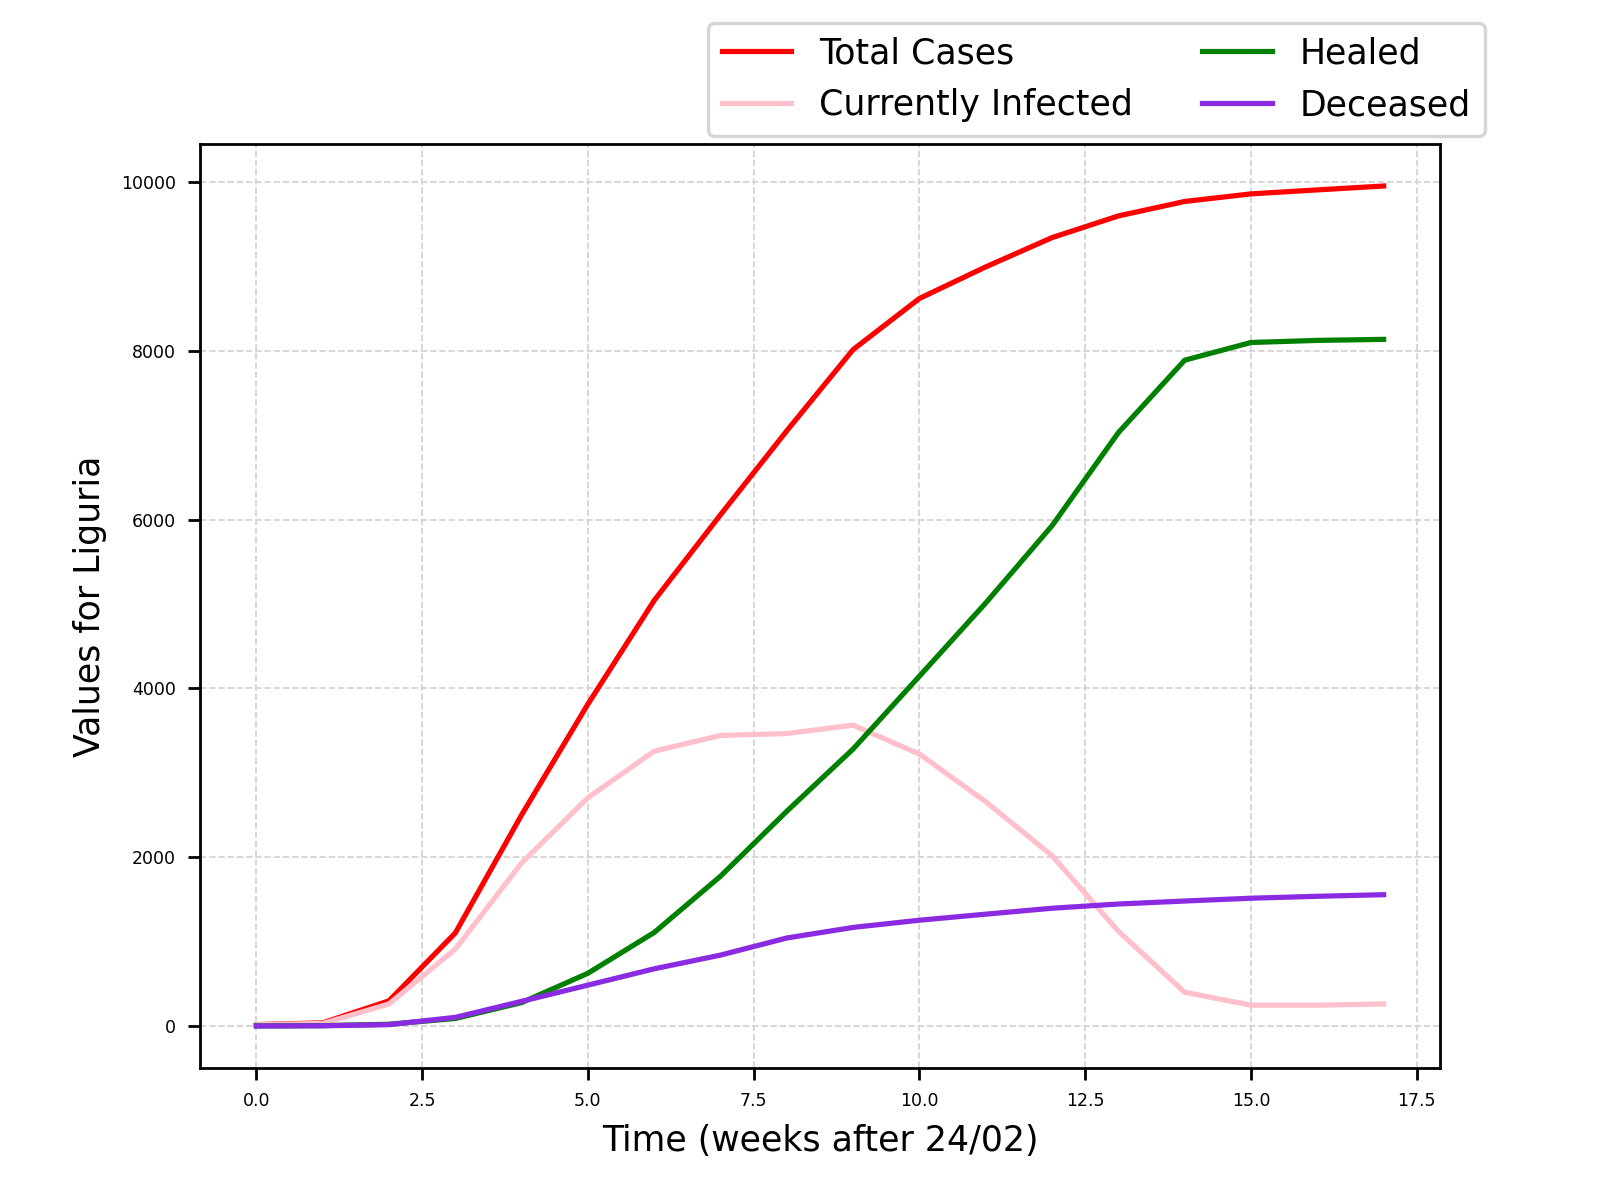 Total Cases
Currently Infected
Healed
Deceased
10000
8000
6000
4000
2000
0
Values for Liguria
0.0 2.5 5.0 7.5 10.0 12.5 15.0 17.5
Time (weeks after 24/02)